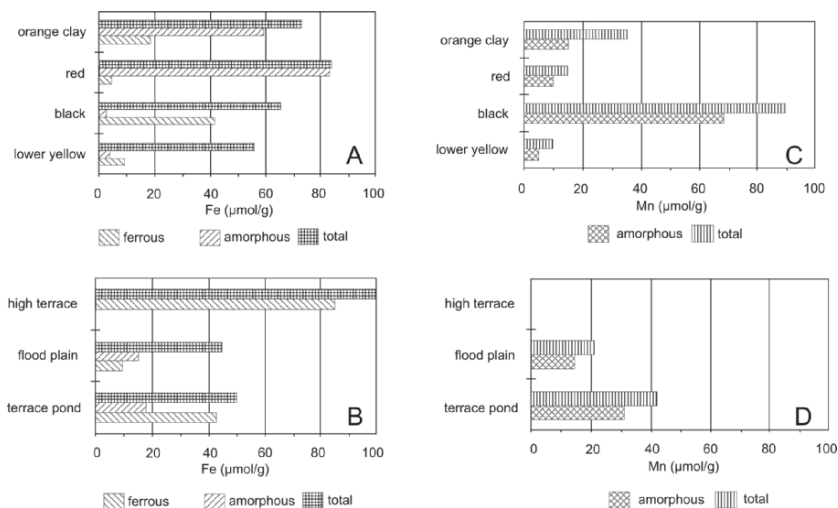 orange clay
red
black
lower yellow
A
0 20 40 60 80 100
Fe (µmol/g)
ferrous amorphous total
orange clay
red
black
lower yellow
C
0 20 40 60 80 100
Mn (µmol/g)
amorphous total
high terrace
flood plain
terrace pond
B
0 20 40 60 80 100
Fe (µmol/g)
ferrous amorphous total
high terrace
flood plain
terrace pond
D
0 20 40 60 80 100
Mn (µmol/g)
amorphous total